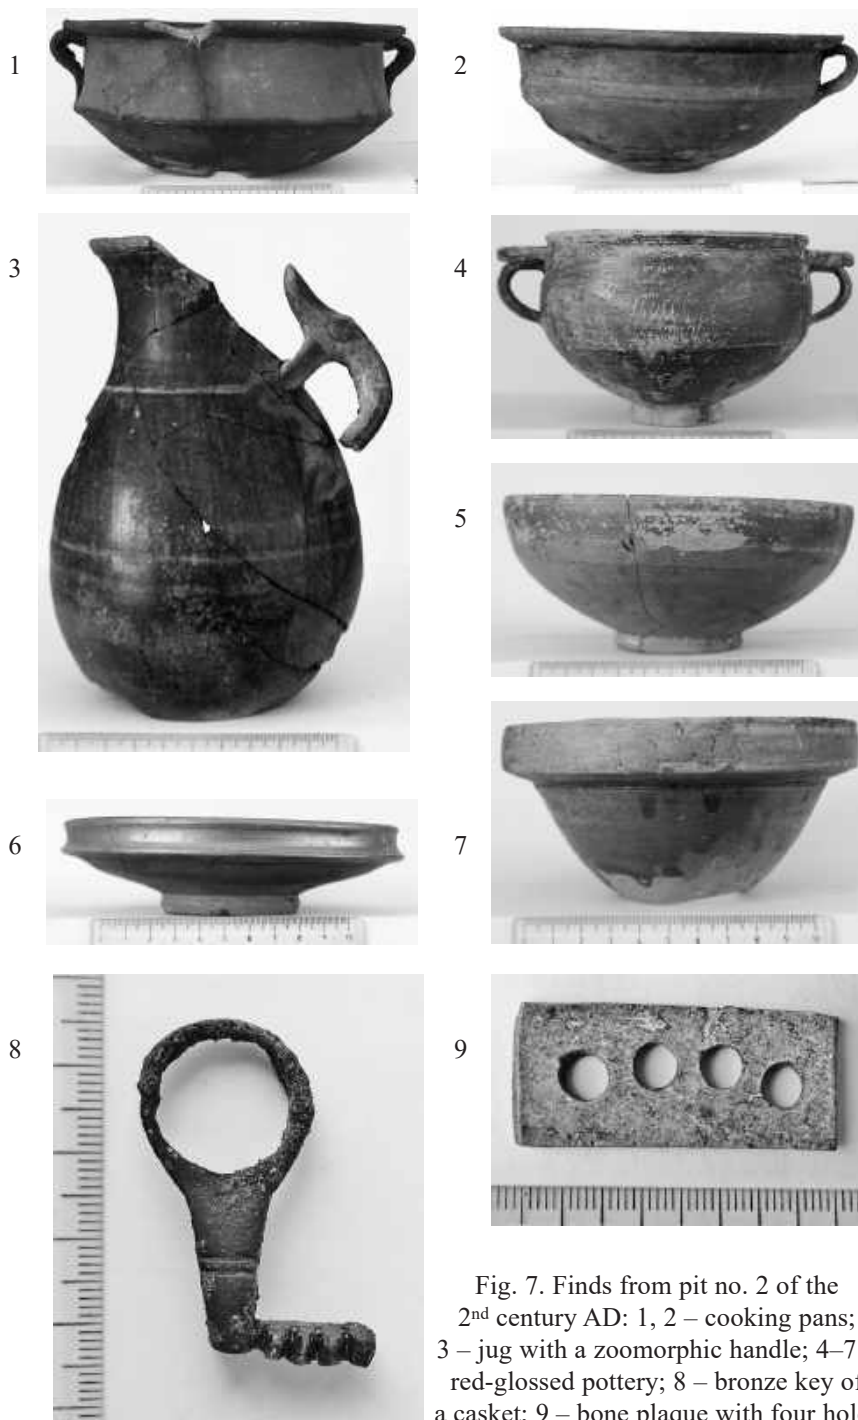 1
2
3
4
5
6
7
8
9
Fig. 7. Finds from pit no. 2 of the
2nd century AD: 1, 2 – cooking pans;
3 – jug with a zoomorphic handle; 4–7
red-glossed pottery; 8 – bronze key of
a casket; 9 – bone plaque with four